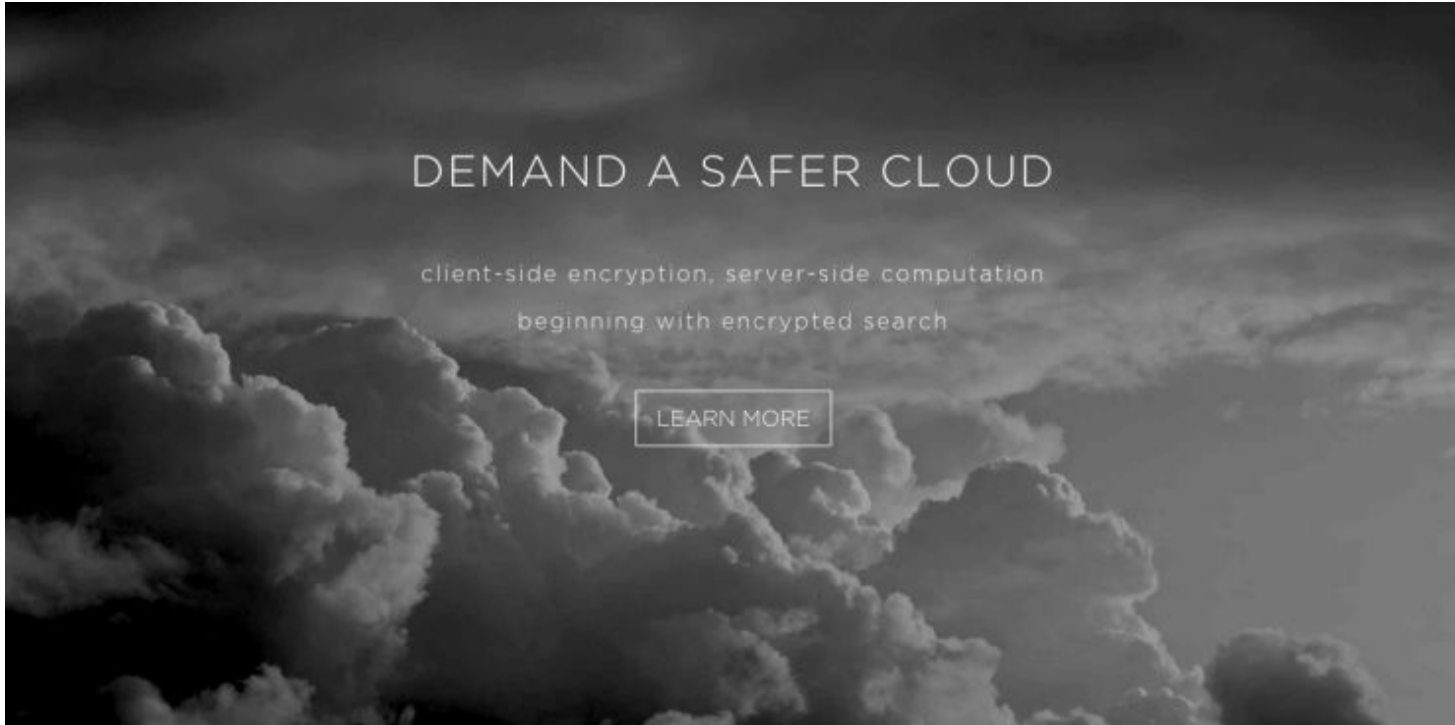 DEMAND A SAFER CLOUD
client-side encryption, server-side computation
beginning with encrypted search
LEARN MORE